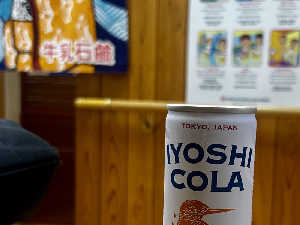 牛乳石鹸
TOKYO, JAPAN
IYOSHI
COLA